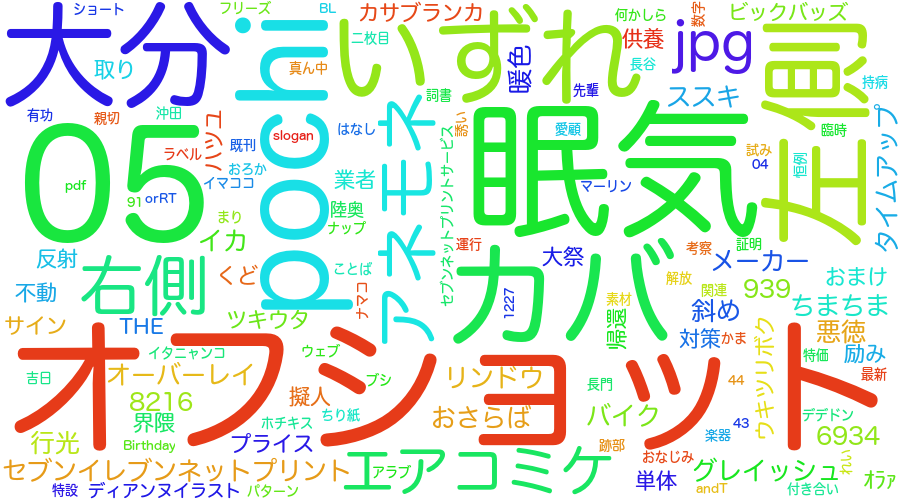 ショート
フリーズ
BL
カサブランカ
何かしら
数字
ビックバッズ
大分
pochi
いずれ
二枚目
供養
jpg
左側
取り
真ん中
暖色
長谷
持病
有功
親切
沖田
詞書
先輩
ススキ
05
ハツユ
slogan
はなし
アネモネ
誘い
眠気
愛顧
臨時
タイムアップ
ラベル
既刊
おろか
試み
04
恒例
pdf
91
orRT
イマココ
業者
セブンネットプリントサービス
マーリン
まり
陸奥
ナップ
イカ
運行
大祭
カバ
考察
証明
反射
右側
くど
ことば
メーカー
解放
おまけ
不動
ナマコ
1227
素材
関連
939
ちまちま
サイン
THE
ツキウタ
帰還
斜め
対策
かま
悪徳
オフショット
イタニャンコ
ウェブ
ウキツリボク
特価
励み
吉日
オーバーレイ
プシ
リンドウ
長門
44
最新
8216
擬人
界隈
ホチキス
ちり紙
おさらば
バイク
43
デデドン
行光
Birthday
プライス
跡部
楽器
6934
セブンイレブンネットプリント
エアコミケ
アラブ
おなじみ
グレイッシュ
れい
特設
ディアンヌイラスト
パターン
単体
andT
付き合い
ｵﾗｧ